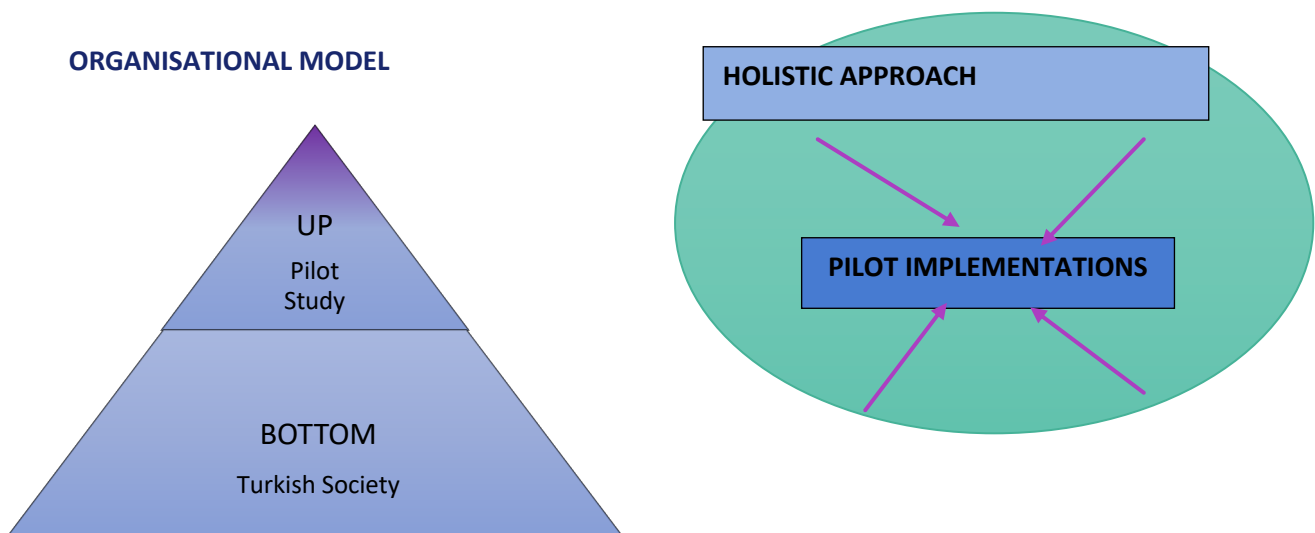 ORGANISATIONAL MODEL
UP
Pilot
Study
BOTTOM
Turkish Society
HOLISTIC APPROACH
PILOT IMPLEMENTATIONS